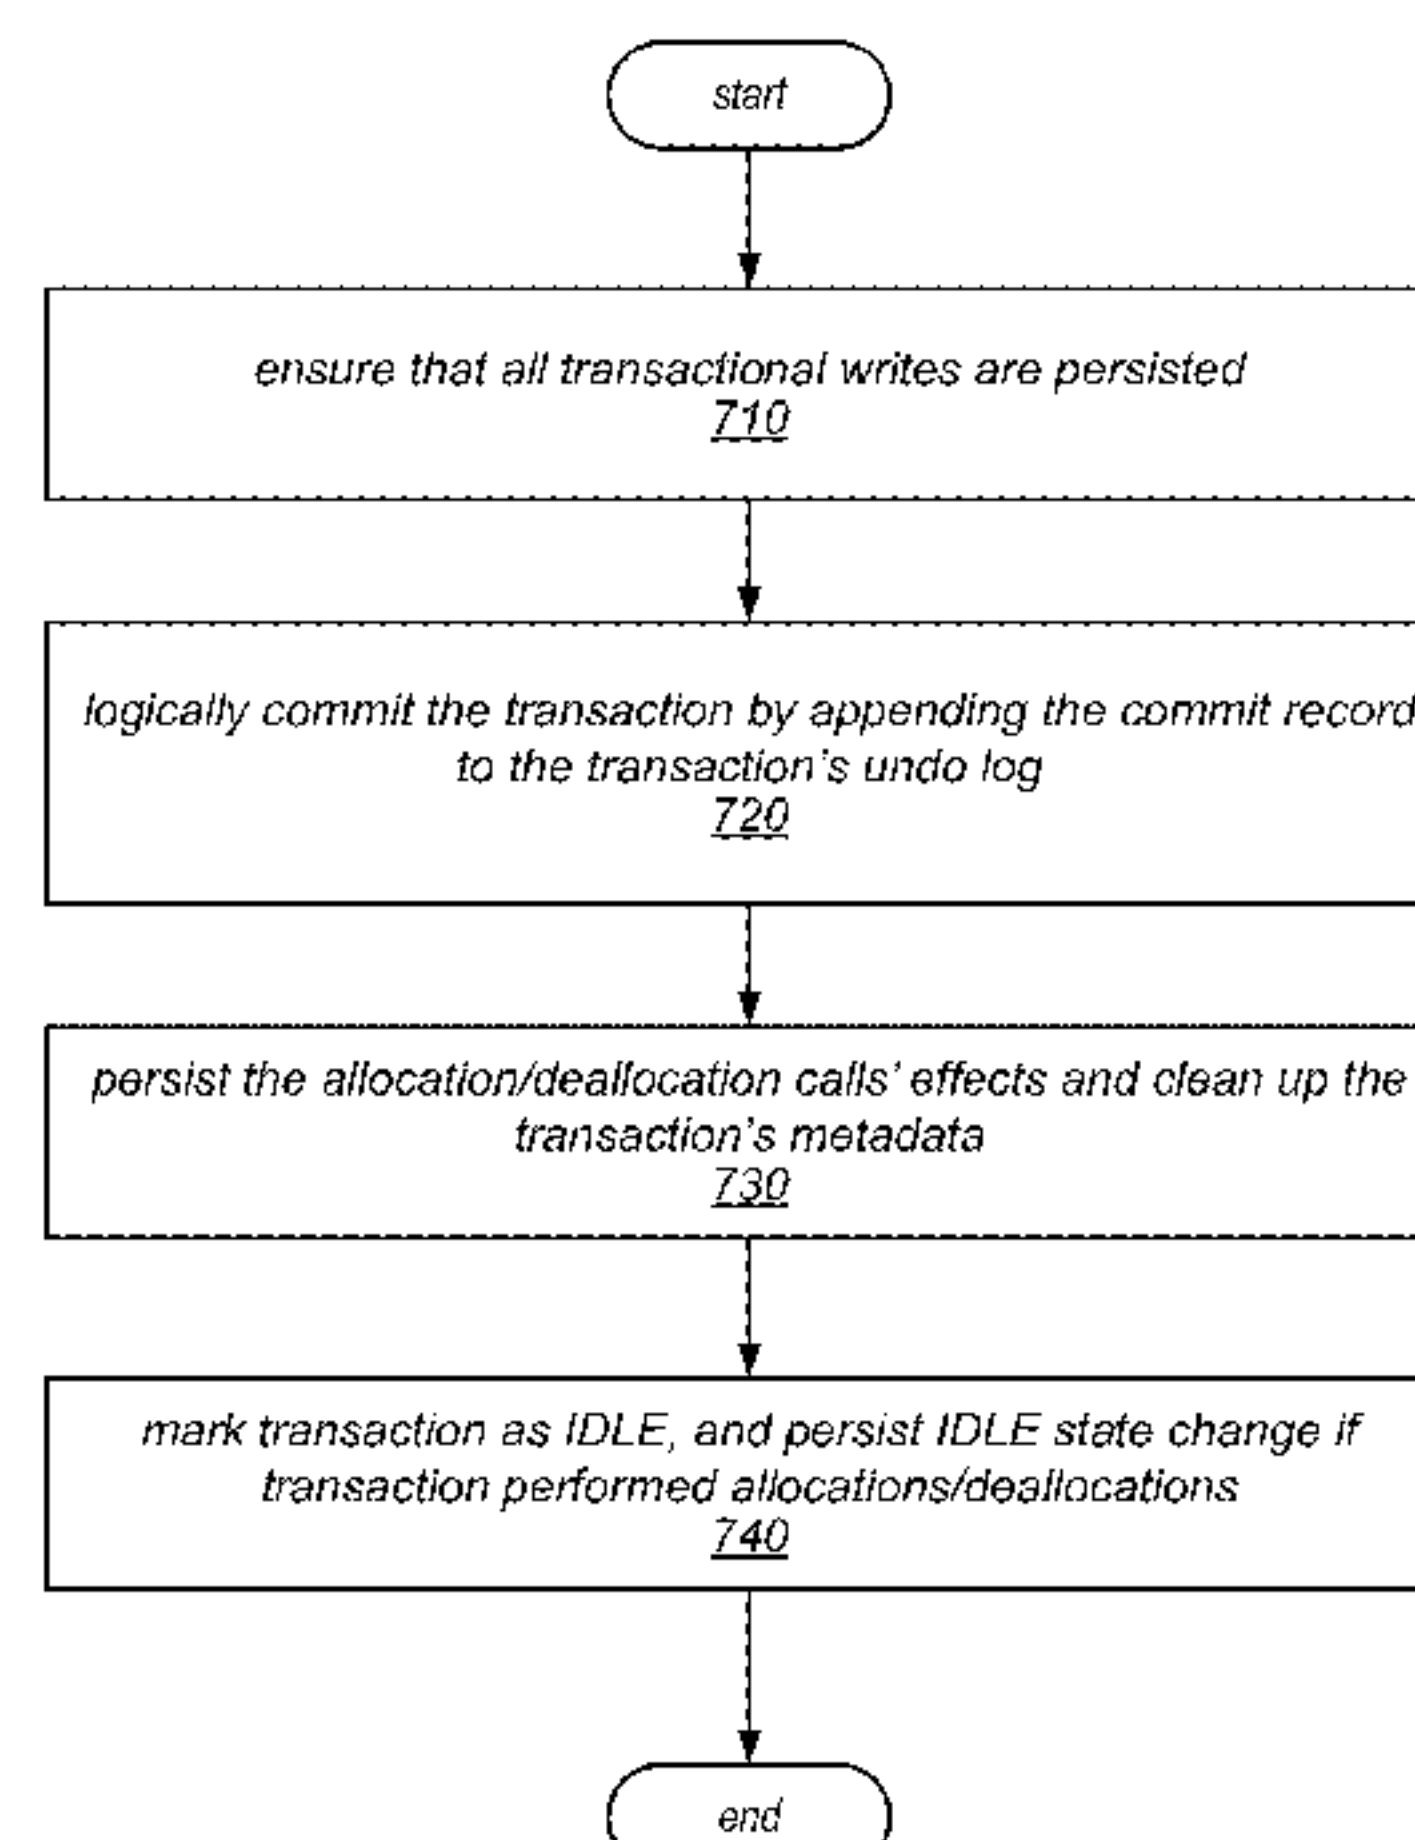 start
ensure that all transactional writes are persisted
710
logically commit the transaction by appending the commit record
to the transaction's undo log
720
persist the allocation/deallocation calls' effects and clean up the
transaction's metadata
730
mark transaction as IDLE, and persist IDLE state change if
transaction performed allocations/deallocations
740
end